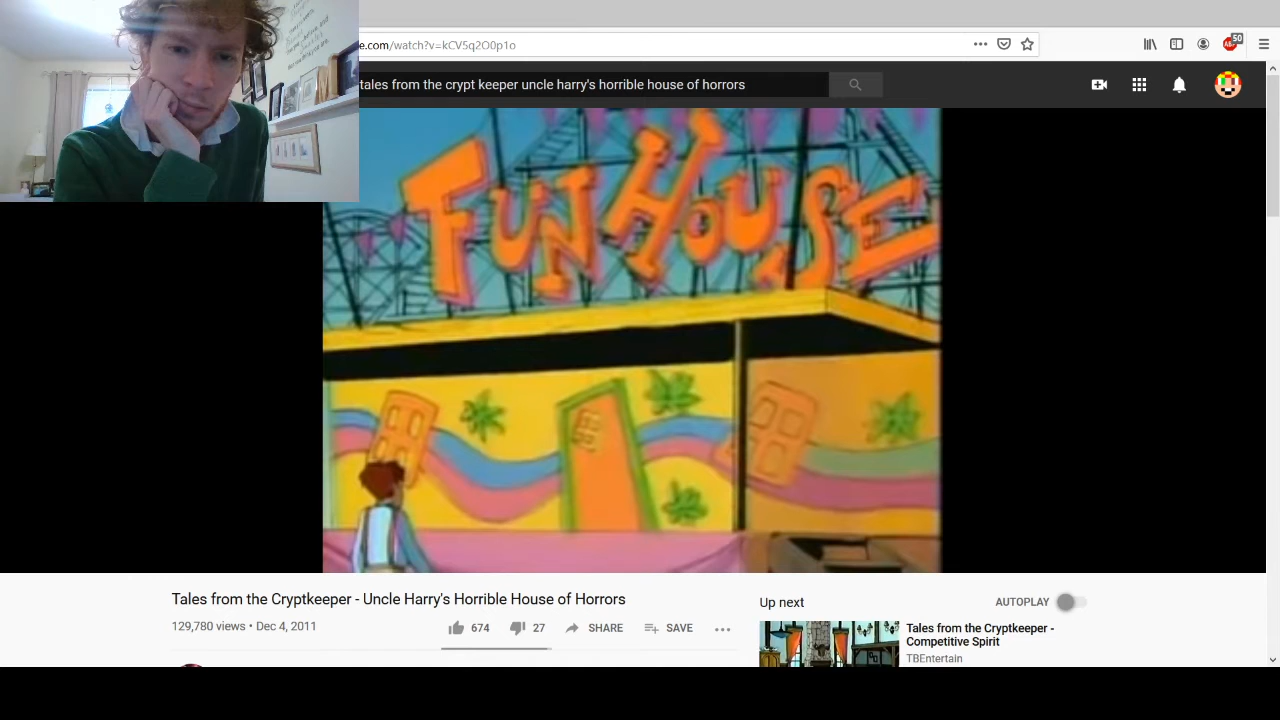 e.com/watch?v=kCV5q2O0p1o
50
tales from the crypt keeper uncle harry's horrible house of horrors
FUNHOUSE
Tales from the Cryptkeeper - Uncle Harry's Horrible House of Horrors
129,780 views • Dec 4, 2011
674
27
SHARE
SAVE
Up next
AUTOPLAY
Tales from the Cryptkeeper -
Competitive Spirit
TBEntertain